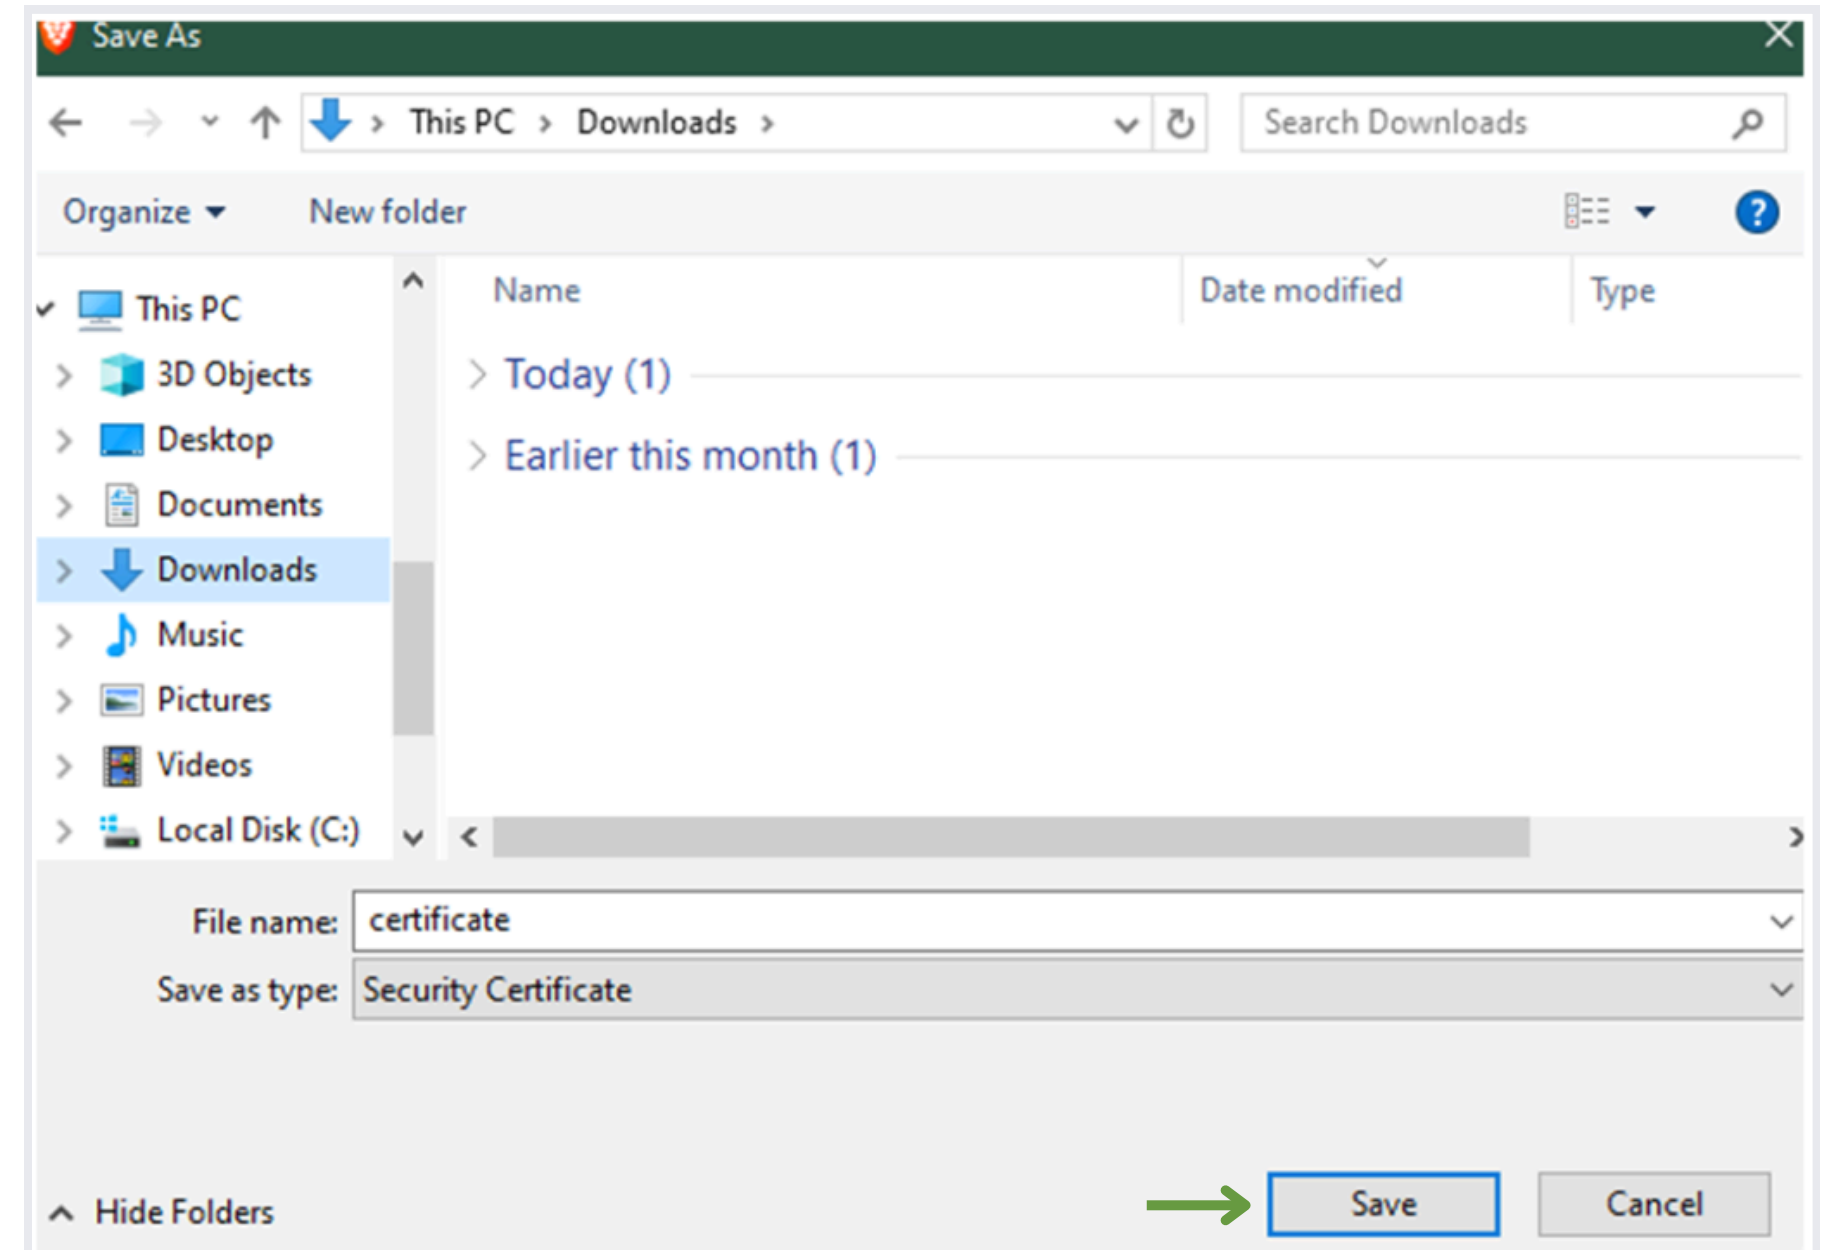 Save As
This PC > Downloads >
Search Downloads
Organize
New folder
?
Name
Date modified
Type
This PC
3D Objects
Desktop
Documents
Downloads
Music
Pictures
Videos
Local Disk (C:)
Today (1)
Earlier this month (1)
File name: certificate
Save as type: Security Certificate
Hide Folders
Save
Cancel